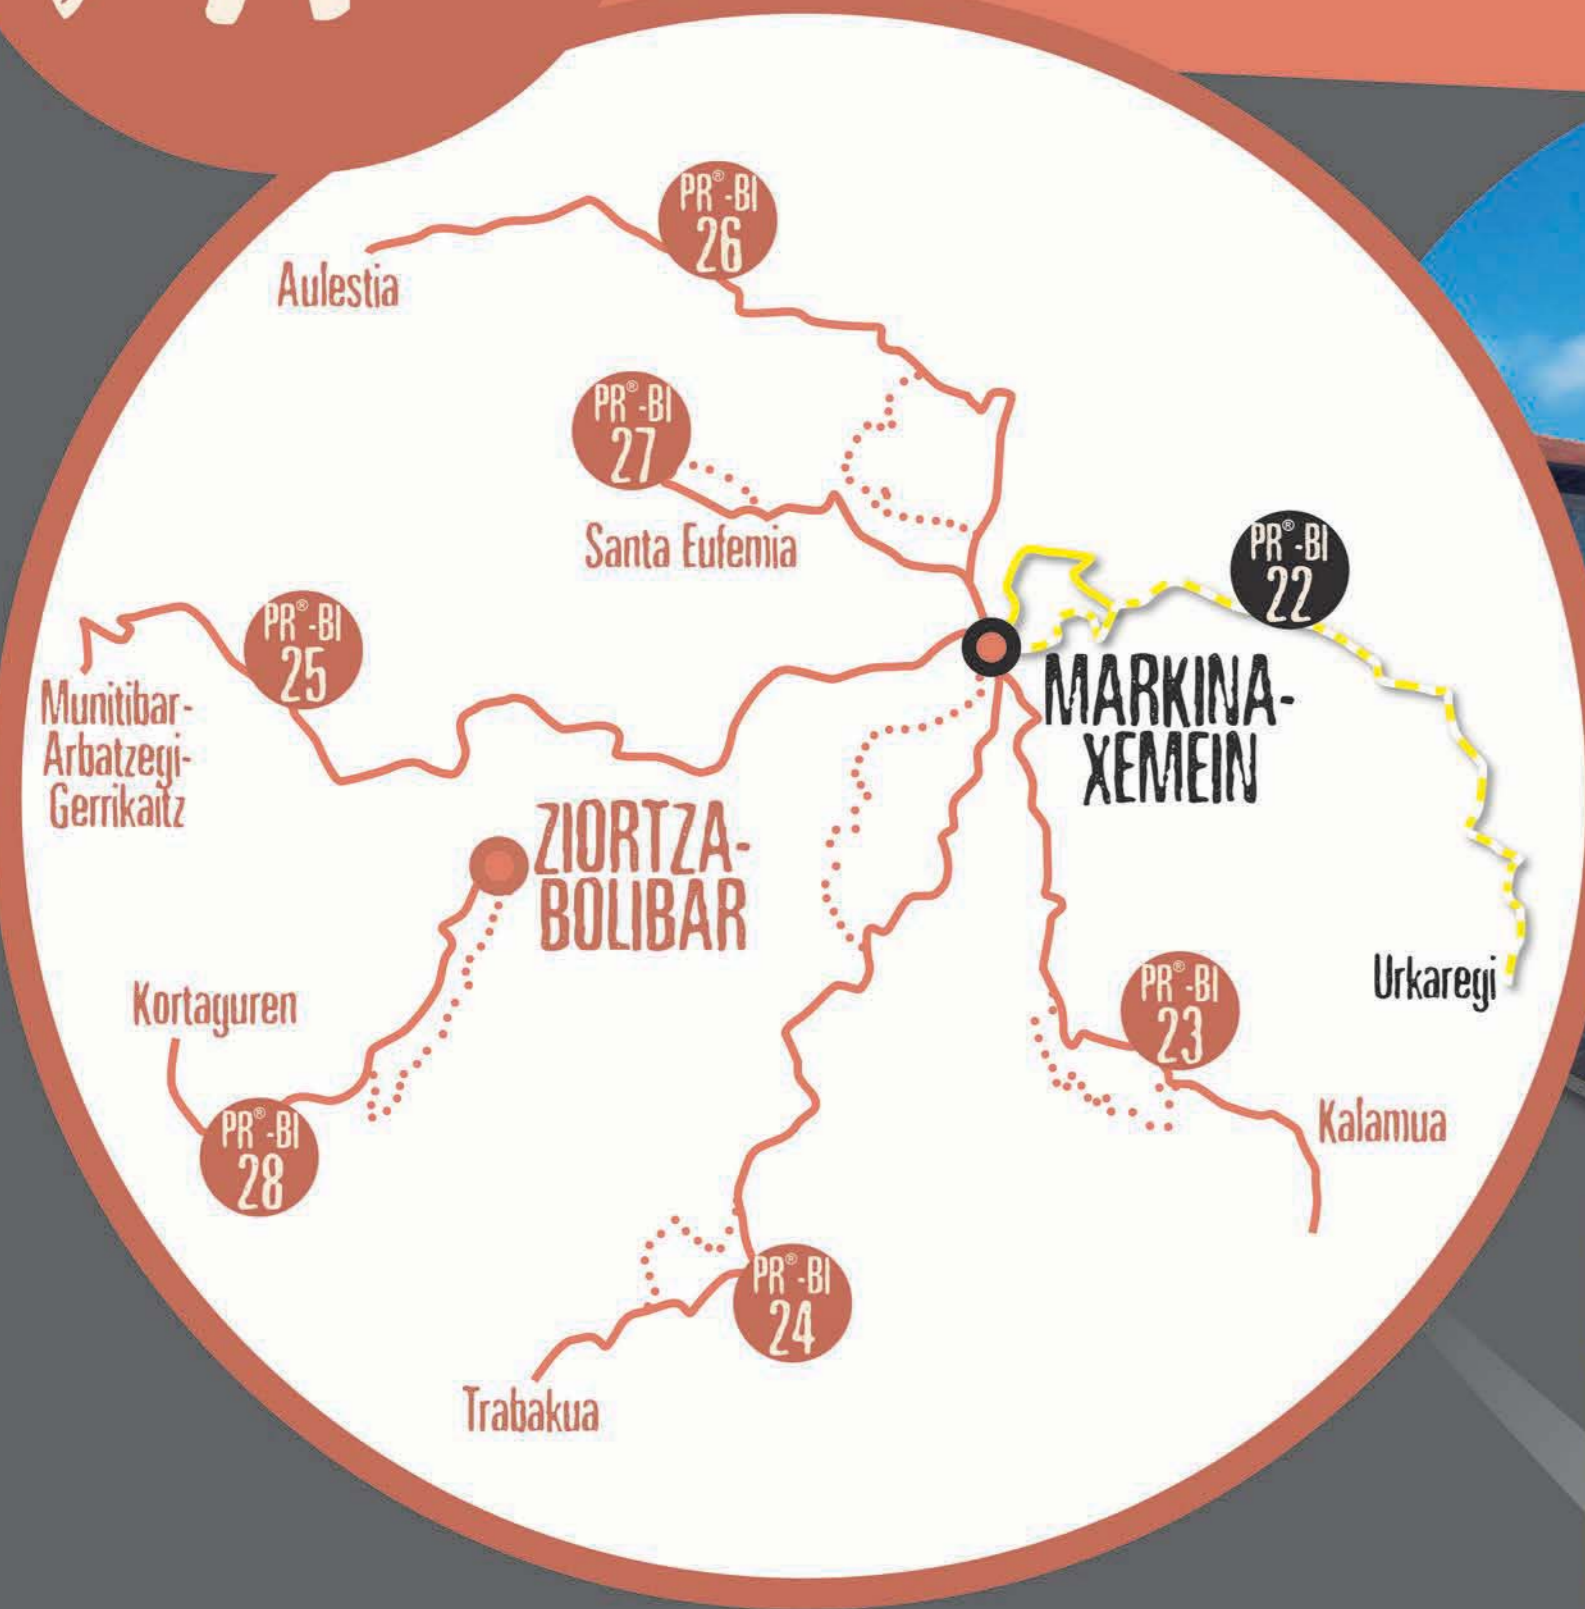 PR®-BI
26
Aulestia
PR®-BI
27
Santa Eufemia
PR®-BI
22
PR®-BI
25
Munitibar-
Arbatzegi-
Gerrikaitz
MARKINA-
XEMEIN
ZIORTZA-
BOLIBAR
Urkaregi
Kortaguren
PR®-BI
23
Kalamua
PR®-BI
28
PR®-BI
24
Trabakua